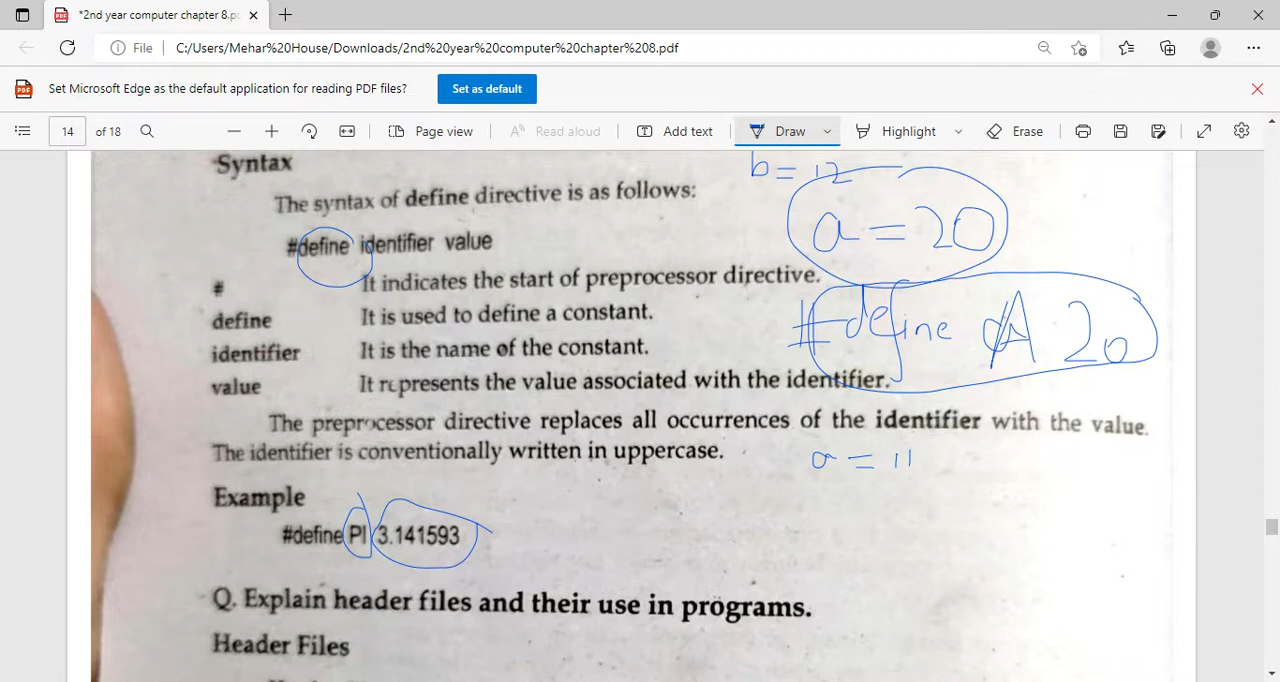 *2nd year computer chapter 8.p
File C:/Users/Mehar%20House/Downloads/2nd%20year%20computer%20chapter%208.pdf
Set Microsoft Edge as the default application for reading PDF files? Set as default
14 of 18 Page view Read aloud Add text Draw Highlight Erase
Syntax
b = 12
The syntax of define directive is as follows:
a = 20
#define identifier value
# It indicates the start of preprocessor directive.
define It is used to define a constant.
#define A 20
identifier It is the name of the constant.
value It represents the value associated with the identifier.
The preprocessor directive replaces all occurrences of the identifier with the value.
The identifier is conventionally written in uppercase.
a = 11
Example
#define PI 3.141593
Q. Explain header files and their use in programs.
Header Files